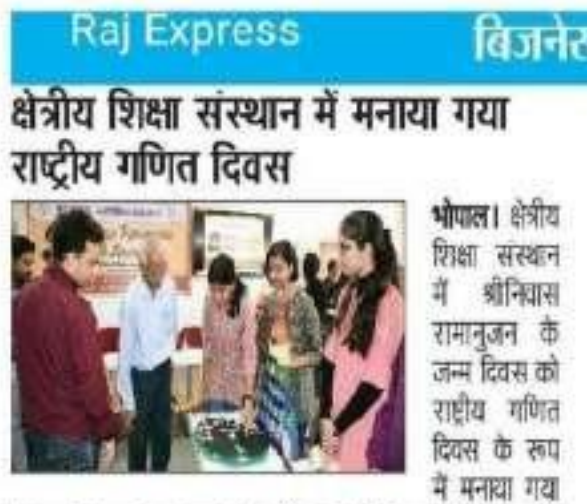 Raj Express
बिजनेस
क्षेत्रीय शिक्षा संस्थान में मनाया गया
राष्ट्रीय गणित दिवस
भोपाल। क्षेत्रीय
शिक्षा संस्थान
में श्रीनिवास
रामानुजन के
जन्म दिवस को
राष्ट्रीय गणित
दिवस के रूप
में मनाया गया